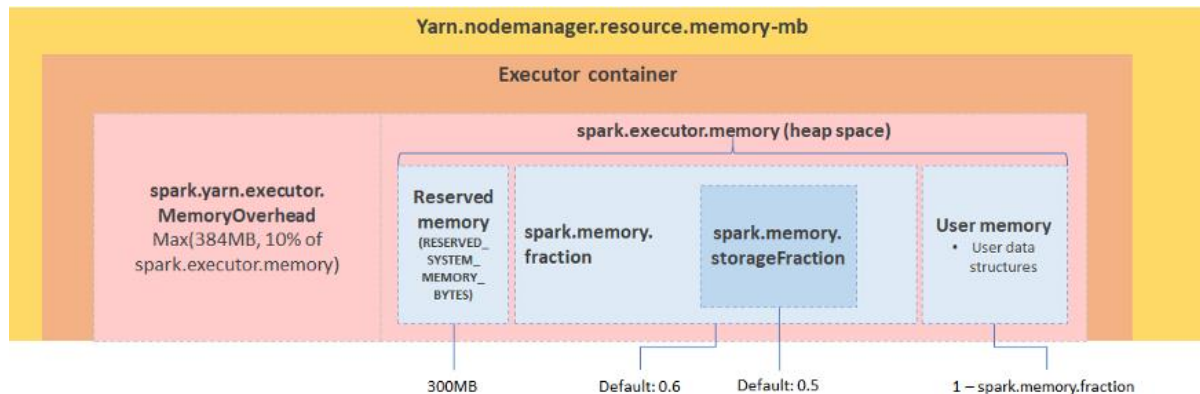 Yarn.nodemanager.resource.memory-mb
Executor container
spark.executor.memory (heap space)
spark.yarn.executor.
MemoryOverhead
Max(384MB, 10% of
spark.executor.memory)
Reserved
memory
(RESERVED_
SYSTEM_
MEMORY_
BYTES)
spark.memory.
fraction
spark.memory.
storageFraction
User memory
• User data
structures
300MB
Default: 0.6
Default: 0.5
1 – spark.memory.fraction